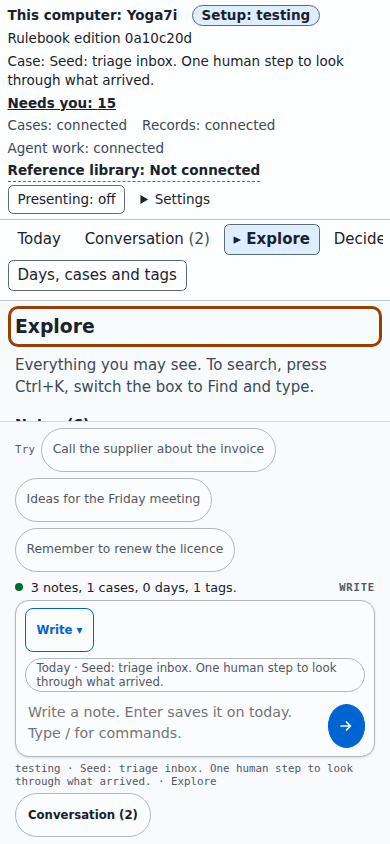 This computer: Yoga7i Setup: testing
Rulebook edition 0a10c20d
Case: Seed: triage inbox. One human step to look
through what arrived.
Needs you: 15
Cases: connected Records: connected
Agent work: connected
Reference library: Not connected
Presenting: off ▶ Settings
Today Conversation (2) ▸ Explore Decide
Days, cases and tags
Explore
Everything you may see. To search, press
Ctrl+K, switch the box to Find and type.
Try Call the supplier about the invoice
Ideas for the Friday meeting
Remember to renew the licence
3 notes, 1 cases, 0 days, 1 tags. WRITE
Write ▾
Today · Seed: triage inbox. One human step to look
through what arrived.
Write a note. Enter saves it on today.
Type / for commands.
testing · Seed: triage inbox. One human step to look
through what arrived. · Explore
Conversation (2)